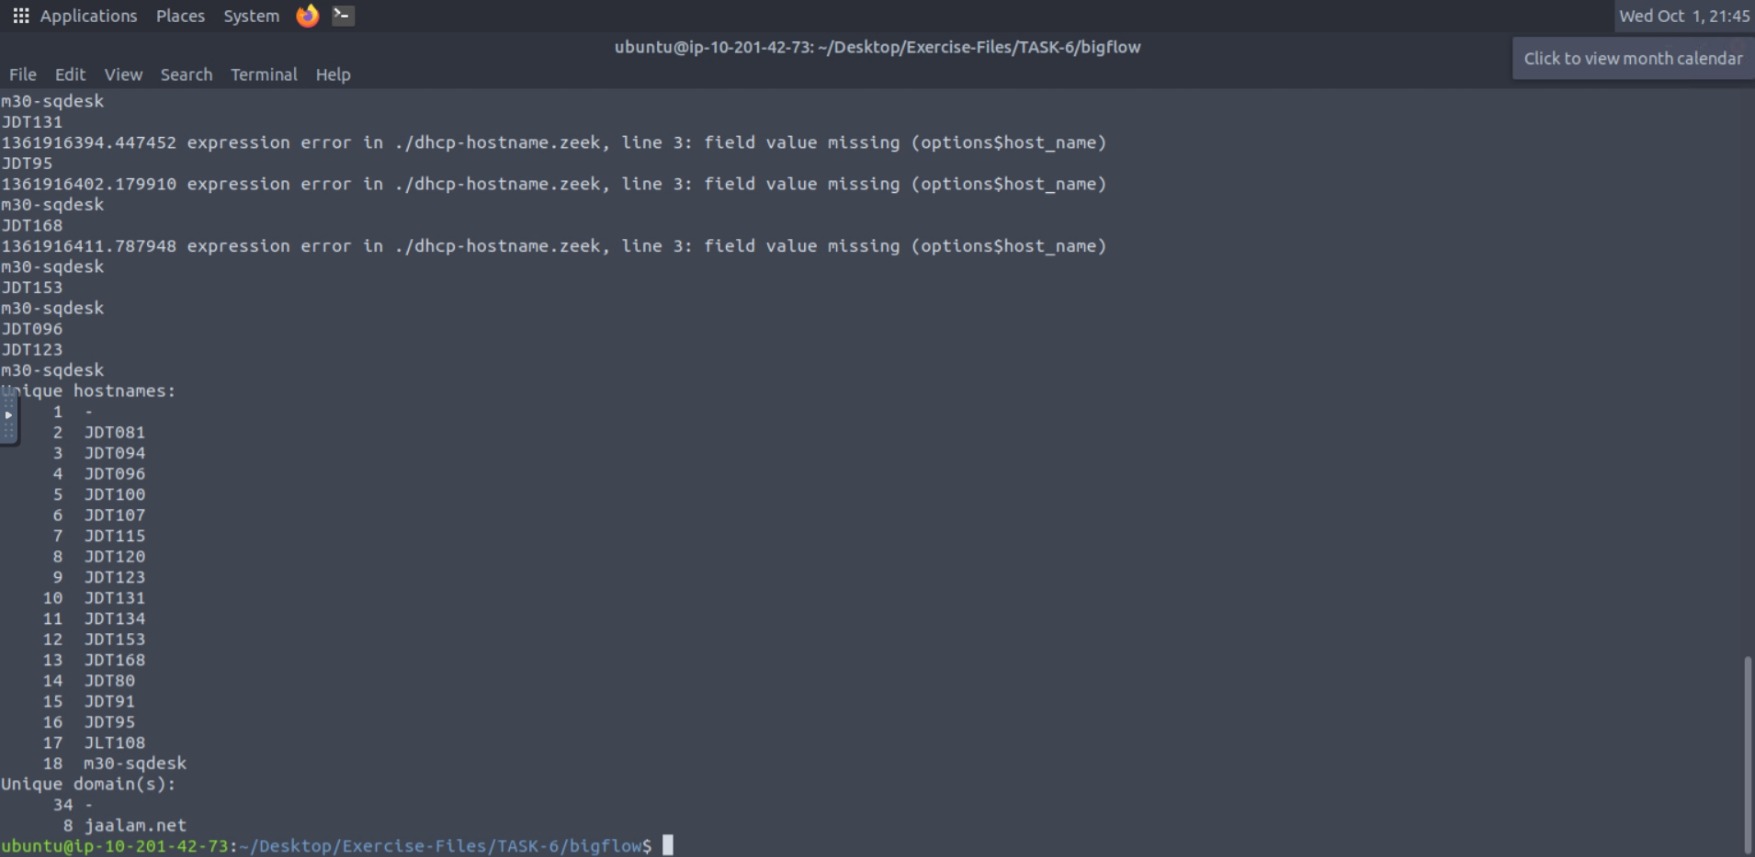 Applications Places System Wed Oct 1, 21:45
ubuntu@ip-10-201-42-73: ~/Desktop/Exercise-Files/TASK-6/bigflow
Click to view month calendar
File Edit View Search Terminal Help
m30-sqdesk
JDT131
1361916394.447452 expression error in ./dhcp-hostname.zeek, line 3: field value missing (options$host_name)
JDT95
1361916402.179910 expression error in ./dhcp-hostname.zeek, line 3: field value missing (options$host_name)
m30-sqdesk
JDT168
1361916411.787948 expression error in ./dhcp-hostname.zeek, line 3: field value missing (options$host_name)
m30-sqdesk
JDT153
m30-sqdesk
JDT096
JDT123
m30-sqdesk
Unique hostnames:
1 -
2 JDT081
3 JDT094
4 JDT096
5 JDT100
6 JDT107
7 JDT115
8 JDT120
9 JDT123
10 JDT131
11 JDT134
12 JDT153
13 JDT168
14 JDT80
15 JDT91
16 JDT95
17 JLT108
18 m30-sqdesk
Unique domain(s):
34 -
8 jaalam.net
ubuntu@ip-10-201-42-73:~/Desktop/Exercise-Files/TASK-6/bigflow$